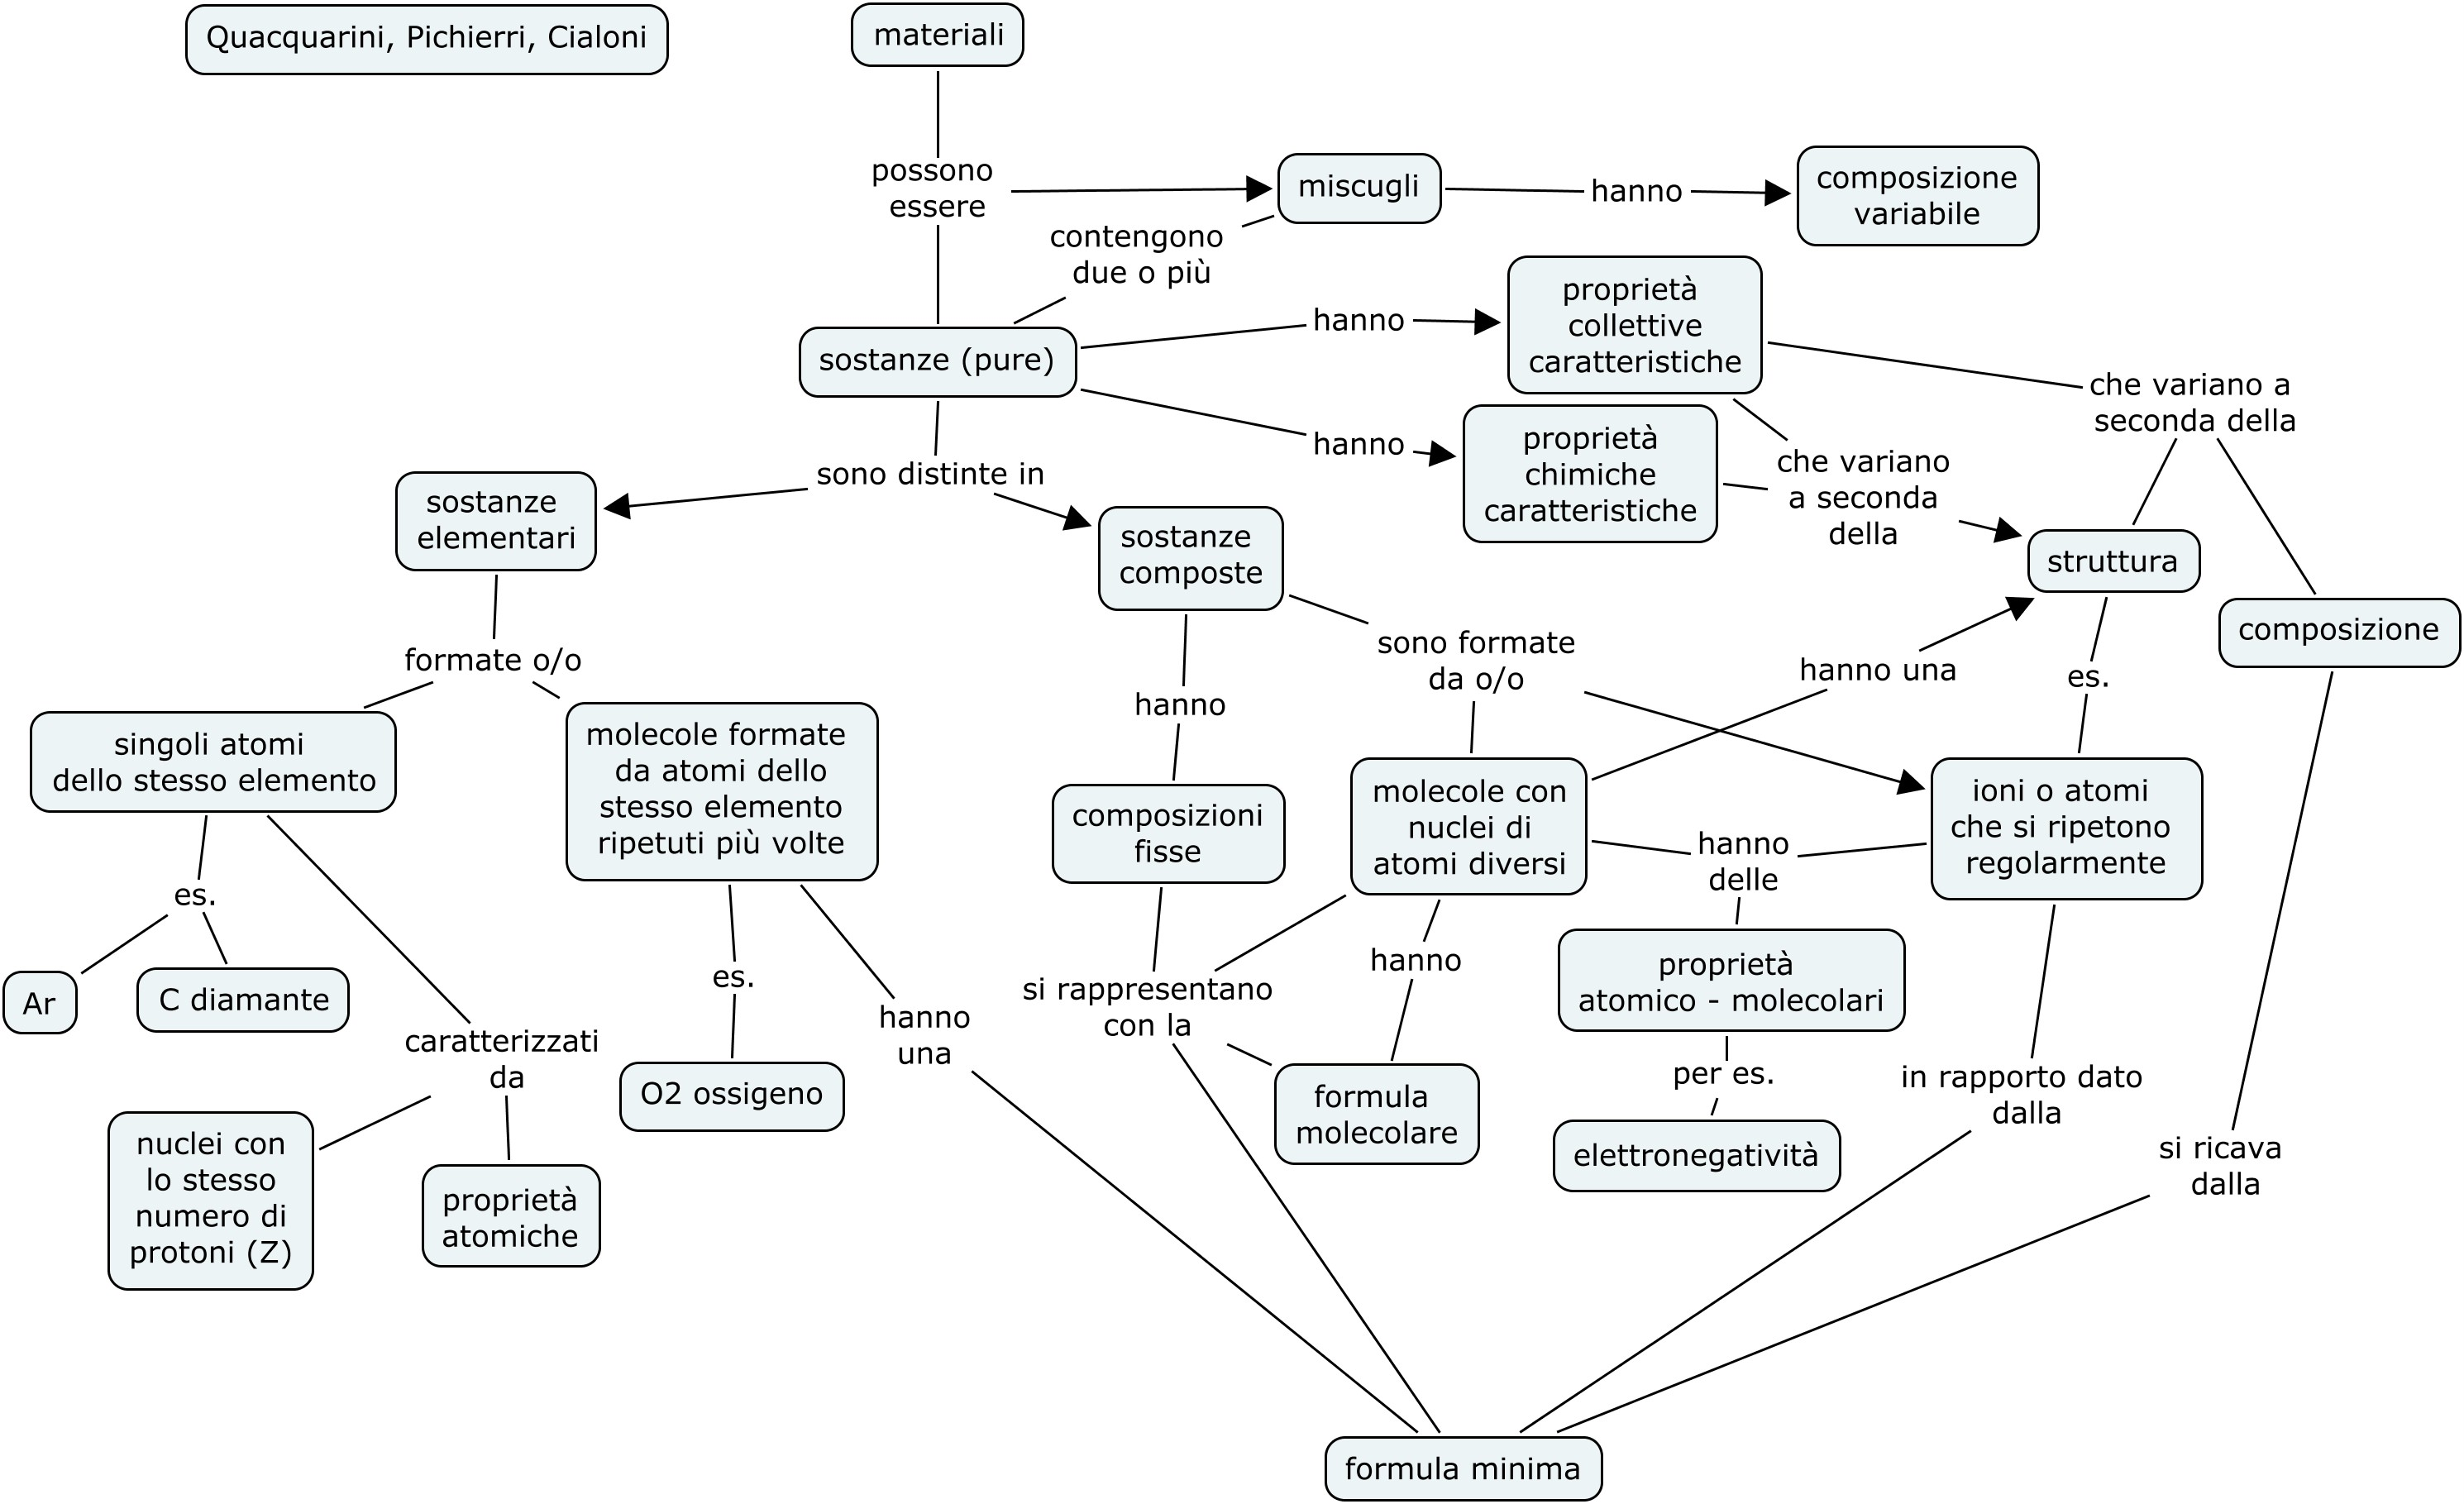 Quacquarini, Pichierri, Cialoni
materiali
possono
essere
miscugli
hanno
composizione
variabile
contengono
due o più
sostanze (pure)
hanno
proprietà
collettive
caratteristiche
che variano a
seconda della
hanno
proprietà
chimiche
caratteristiche
che variano
a seconda
della
sono distinte in
sostanze
elementari
sostanze
composte
struttura
composizione
formate o/o
sono formate
da o/o
hanno una
es.
hanno
singoli atomi
dello stesso elemento
molecole formate
da atomi dello
stesso elemento
ripetuti più volte
composizioni
fisse
molecole con
nuclei di
atomi diversi
hanno
delle
ioni o atomi
che si ripetono
regolarmente
es.
Ar
C diamante
es.
hanno
una
si rappresentano
con la
hanno
proprietà
atomico - molecolari
caratterizzati
da
O2 ossigeno
formula
molecolare
per es.
elettronegatività
in rapporto dato
dalla
si ricava
dalla
nuclei con
lo stesso
numero di
protoni (Z)
proprietà
atomiche
formula minima